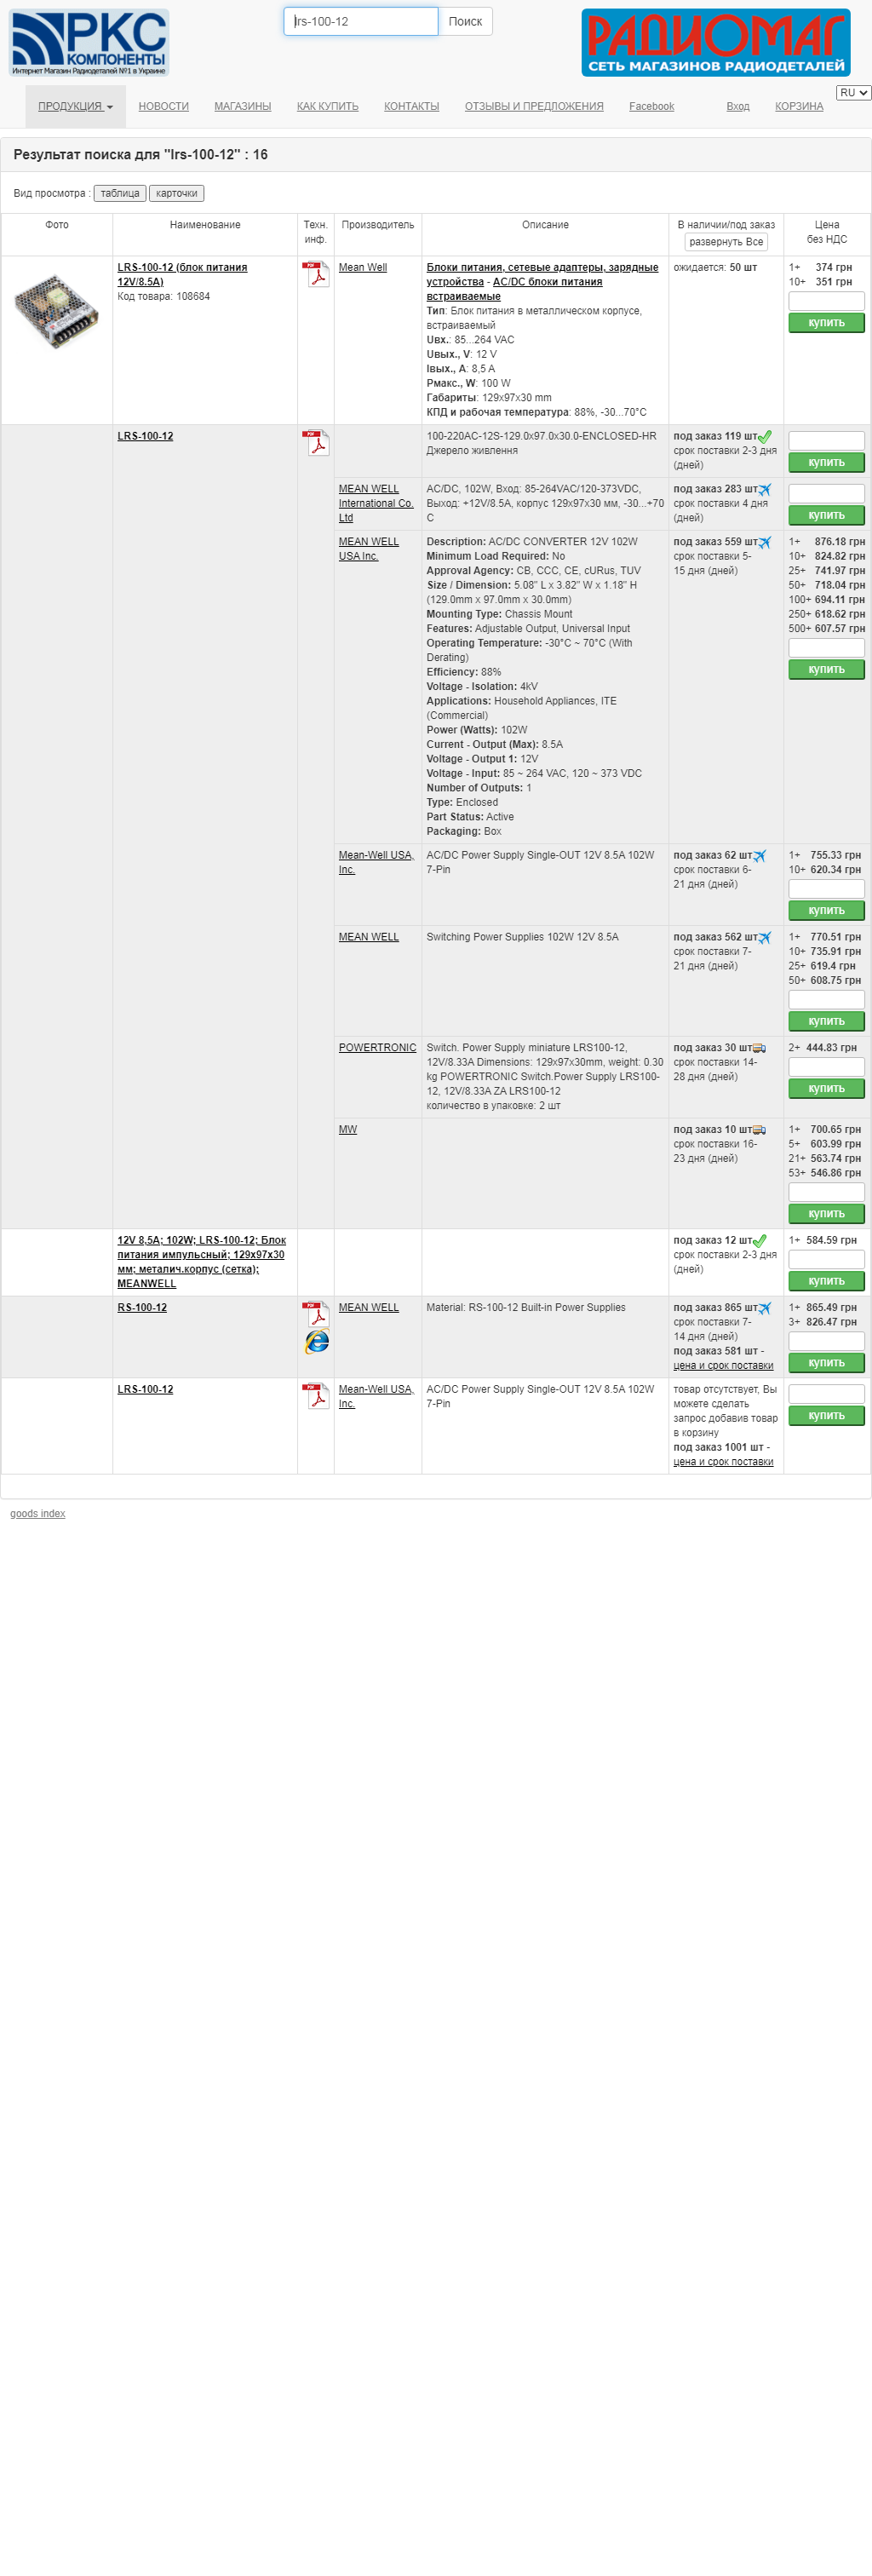 РКС
КОМПОНЕНТЫ
Интернет Магазин Радиодеталей №1 в Украине
lrs-100-12 Поиск
РАДИОМАГ
СЕТЬ МАГАЗИНОВ РАДИОДЕТАЛЕЙ
ПРОДУКЦИЯ НОВОСТИ МАГАЗИНЫ КАК КУПИТЬ КОНТАКТЫ ОТЗЫВЫ И ПРЕДЛОЖЕНИЯ Facebook Вход КОРЗИНА RU
Результат поиска для "lrs-100-12" : 16
Вид просмотра : таблица карточки
Фото
Наименование
Техн.
инф.
Производитель
Описание
В наличии/под заказ
развернуть Все
Цена
без НДС
LRS-100-12 (блок питания
12V/8.5A)
Код товара: 108684
Mean Well
Блоки питания, сетевые адаптеры, зарядные
устройства - AC/DC блоки питания
встраиваемые
Тип: Блок питания в металлическом корпусе,
встраиваемый
Uвх.: 85...264 VAC
Uвых., V: 12 V
Iвых., A: 8,5 A
Pмакс., W: 100 W
Габариты: 129x97x30 mm
КПД и рабочая температура: 88%, -30...70°C
ожидается: 50 шт
1+ 374 грн
10+ 351 грн
купить
LRS-100-12
100-220AC-12S-129.0x97.0x30.0-ENCLOSED-HR
Джерело живлення
под заказ 119 шт
срок поставки 2-3 дня
(дней)
купить
MEAN WELL
International Co.
Ltd
AC/DC, 102W, Вход: 85-264VAC/120-373VDC,
Выход: +12V/8.5A, корпус 129x97x30 мм, -30...+70
C
под заказ 283 шт
срок поставки 4 дня
(дней)
купить
MEAN WELL
USA Inc.
Description: AC/DC CONVERTER 12V 102W
Minimum Load Required: No
Approval Agency: CB, CCC, CE, cURus, TUV
Size / Dimension: 5.08" L x 3.82" W x 1.18" H
(129.0mm x 97.0mm x 30.0mm)
Mounting Type: Chassis Mount
Features: Adjustable Output, Universal Input
Operating Temperature: -30°C ~ 70°C (With
Derating)
Efficiency: 88%
Voltage - Isolation: 4kV
Applications: Household Appliances, ITE
(Commercial)
Power (Watts): 102W
Current - Output (Max): 8.5A
Voltage - Output 1: 12V
Voltage - Input: 85 ~ 264 VAC, 120 ~ 373 VDC
Number of Outputs: 1
Type: Enclosed
Part Status: Active
Packaging: Box
под заказ 559 шт
срок поставки 5-
15 дня (дней)
1+ 876.18 грн
10+ 824.82 грн
25+ 741.97 грн
50+ 718.04 грн
100+ 694.11 грн
250+ 618.62 грн
500+ 607.57 грн
купить
Mean-Well USA,
Inc.
AC/DC Power Supply Single-OUT 12V 8.5A 102W
7-Pin
под заказ 62 шт
срок поставки 6-
21 дня (дней)
1+ 755.33 грн
10+ 620.34 грн
купить
MEAN WELL
Switching Power Supplies 102W 12V 8.5A
под заказ 562 шт
срок поставки 7-
21 дня (дней)
1+ 770.51 грн
10+ 735.91 грн
25+ 619.4 грн
50+ 608.75 грн
купить
POWERTRONIC
Switch. Power Supply miniature LRS100-12,
12V/8.33A Dimensions: 129x97x30mm, weight: 0.30
kg POWERTRONIC Switch.Power Supply LRS100-
12, 12V/8.33A ZA LRS100-12
количество в упаковке: 2 шт
под заказ 30 шт
срок поставки 14-
28 дня (дней)
2+ 444.83 грн
купить
MW
под заказ 10 шт
срок поставки 16-
23 дня (дней)
1+ 700.65 грн
5+ 603.99 грн
21+ 563.74 грн
53+ 546.86 грн
купить
12V 8,5A; 102W; LRS-100-12; Блок
питания импульсный; 129x97x30
мм; металич.корпус (сетка);
MEANWELL
под заказ 12 шт
срок поставки 2-3 дня
(дней)
1+ 584.59 грн
купить
RS-100-12
MEAN WELL
Material: RS-100-12 Built-in Power Supplies
под заказ 865 шт
срок поставки 7-
14 дня (дней)
под заказ 581 шт -
цена и срок поставки
1+ 865.49 грн
3+ 826.47 грн
купить
LRS-100-12
Mean-Well USA,
Inc.
AC/DC Power Supply Single-OUT 12V 8.5A 102W
7-Pin
товар отсутствует, Вы
можете сделать
запрос добавив товар
в корзину
под заказ 1001 шт -
цена и срок поставки
купить
goods index